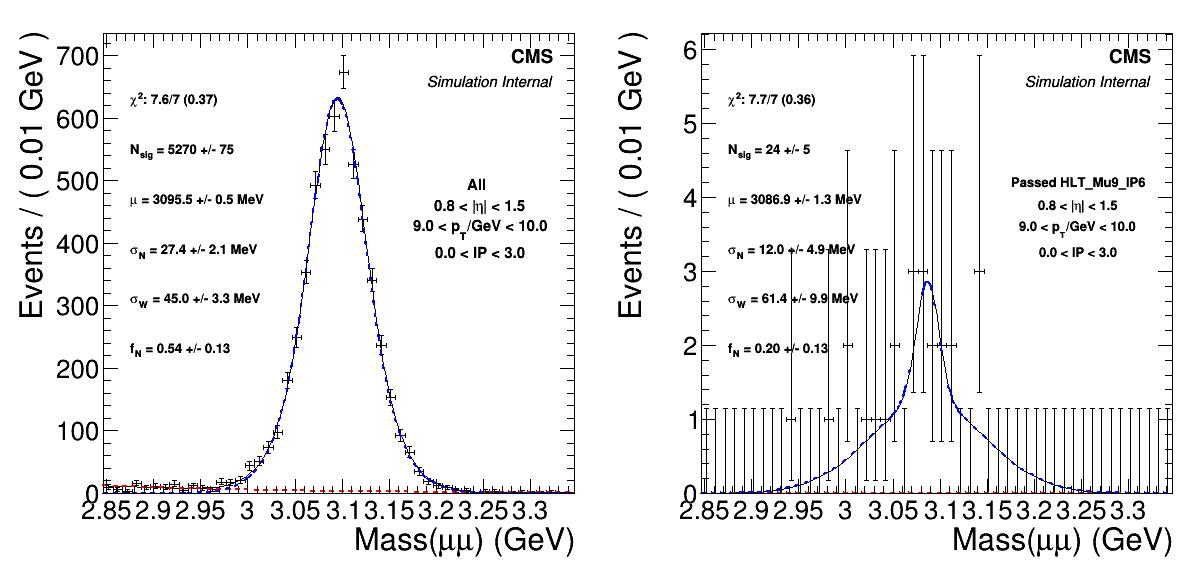 CMS
Simulation Internal
χ²: 7.6/7 (0.37)
N_sig = 5270 +/- 75
μ = 3095.5 +/- 0.5 MeV
σ_N = 27.4 +/- 2.1 MeV
σ_W = 45.0 +/- 3.3 MeV
f_N = 0.54 +/- 0.13
All
0.8 < |η| < 1.5
9.0 < p_T/GeV < 10.0
0.0 < IP < 3.0
Events / ( 0.01 GeV )
700
600
500
400
300
200
100
0
2.85 2.9 2.95 3 3.05 3.1 3.15 3.2 3.25 3.3
Mass(μμ) (GeV)
CMS
Simulation Internal
χ²: 7.7/7 (0.36)
N_sig = 24 +/- 5
μ = 3086.9 +/- 1.3 MeV
σ_N = 12.0 +/- 4.9 MeV
σ_W = 61.4 +/- 9.9 MeV
f_N = 0.20 +/- 0.13
Passed HLT_Mu9_IP6
0.8 < |η| < 1.5
9.0 < p_T/GeV < 10.0
0.0 < IP < 3.0
Events / ( 0.01 GeV )
6
5
4
3
2
1
0
2.85 2.9 2.95 3 3.05 3.1 3.15 3.2 3.25 3.3
Mass(μμ) (GeV)